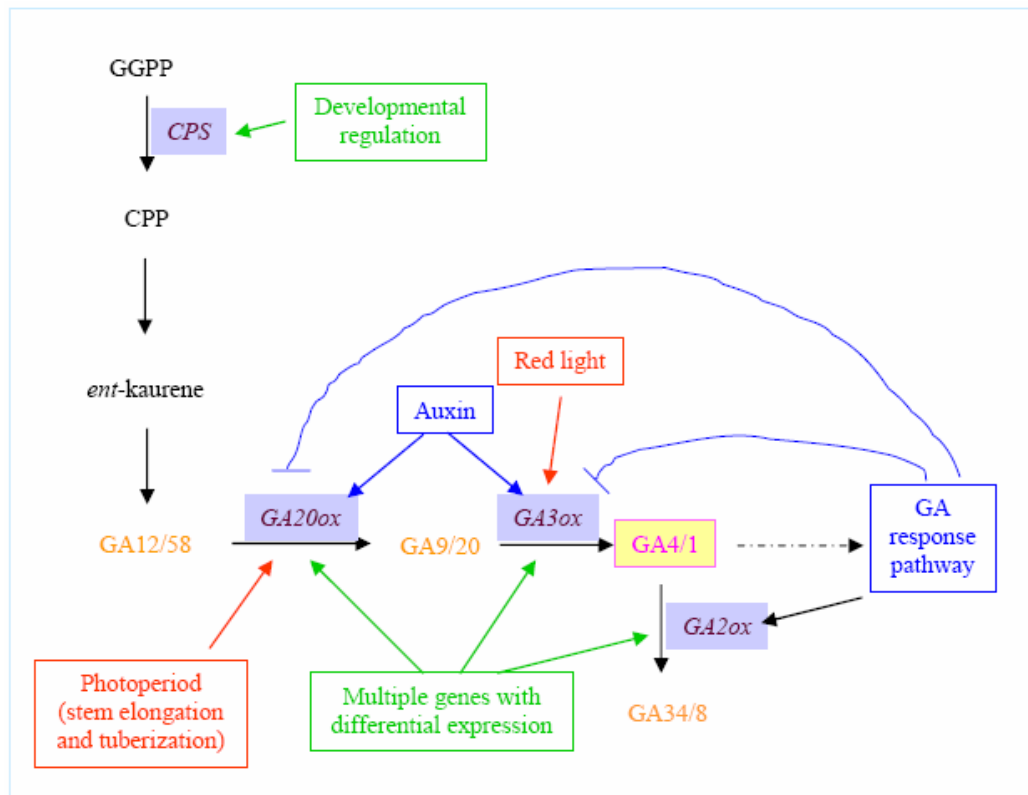 GGPP
CPS
Developmental
regulation
CPP
ent-kaurene
Red light
Auxin
GA20ox
GA3ox
GA12/58
GA9/20
GA4/1
GA
response
pathway
GA2ox
Photoperiod
(stem elongation
and tuberization)
Multiple genes with
differential expression
GA34/8